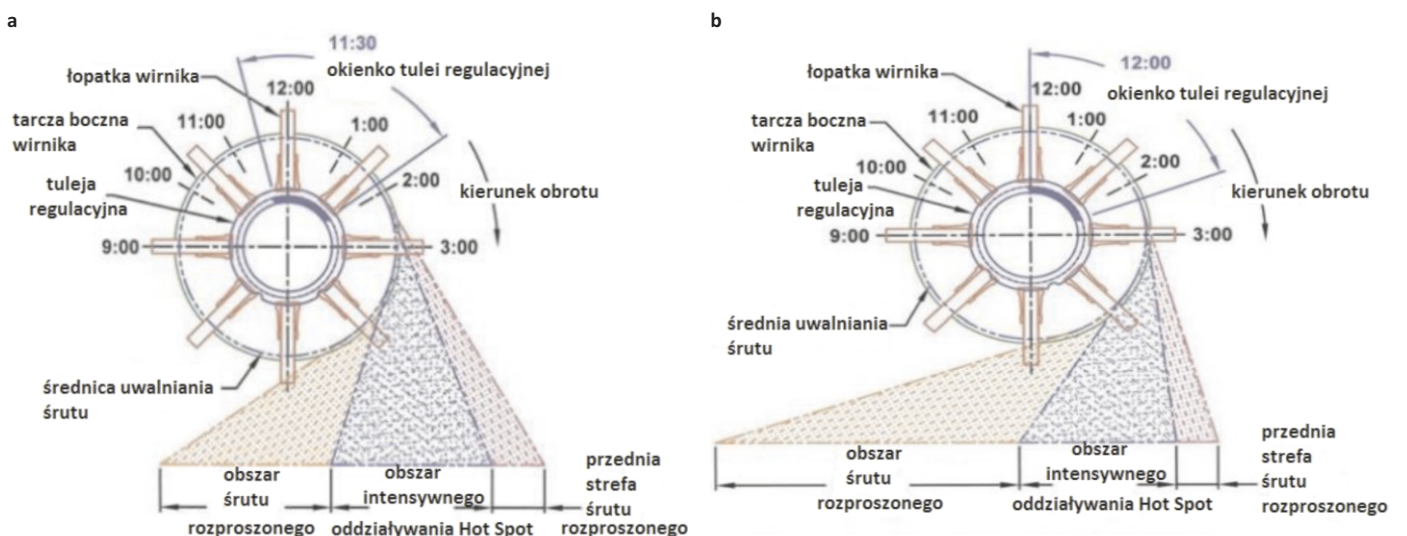 a
11:30
okienko tulei regulacyjnej
łopatka wirnika
12:00
tarcza boczna
wirnika
11:00
1:00
10:00
2:00
tuleja
regulacyjna
kierunek obrotu
9:00
3:00
średnica uwalniania
śrutu
obszar
śrutu
rozproszonego
obszar
intensywnego
oddziaływania Hot Spot
przednia
strefa
śrutu
rozproszonego
b
12:00
okienko tulei regulacyjnej
łopatka wirnika
12:00
tarcza boczna
wirnika
11:00
1:00
10:00
2:00
tuleja
regulacyjna
kierunek obrotu
9:00
3:00
średnia uwalniania
śrutu
obszar
śrutu
rozproszonego
obszar
intensywnego
oddziaływania Hot Spot
przednia
strefa
śrutu
rozproszonego